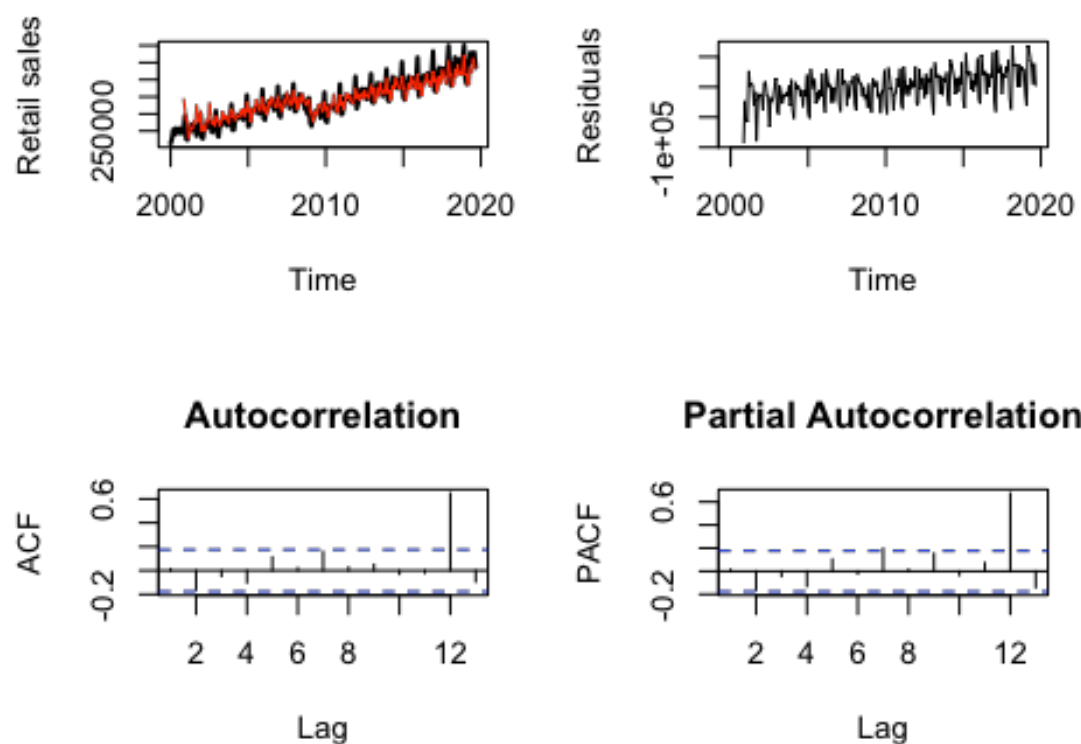 Retail sales
250000
2000 2010 2020
Time
Residuals
-1e+05
2000 2010 2020
Time
Autocorrelation
ACF
0.6
-0.2
2 4 6 8 12
Lag
Partial Autocorrelation
PACF
0.6
-0.2
2 4 6 8 12
Lag